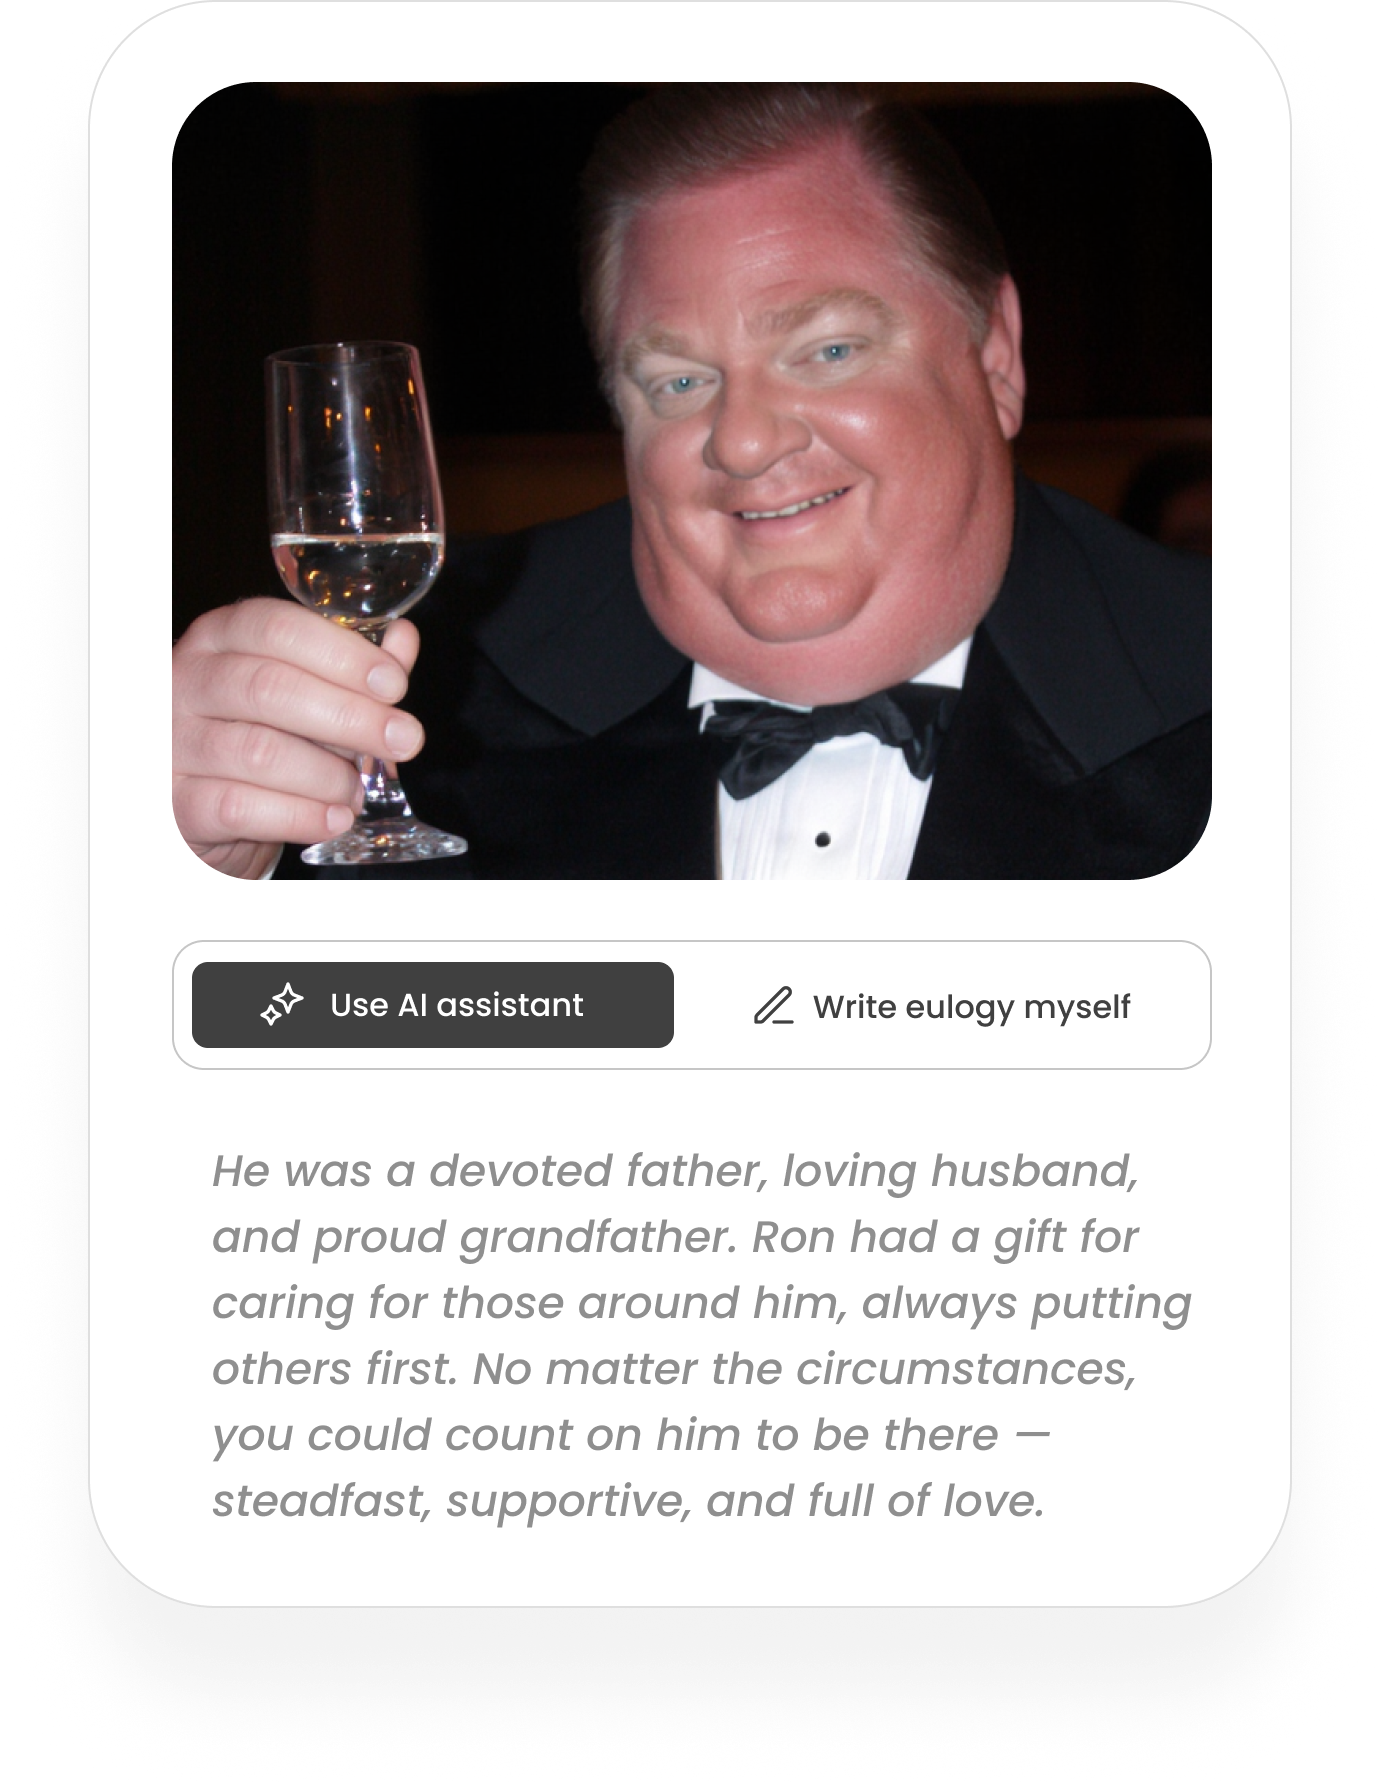 Use AI assistant
Write eulogy myself
He was a devoted father, loving husband,
and proud grandfather. Ron had a gift for
caring for those around him, always putting
others first. No matter the circumstances,
you could count on him to be there —
steadfast, supportive, and full of love.